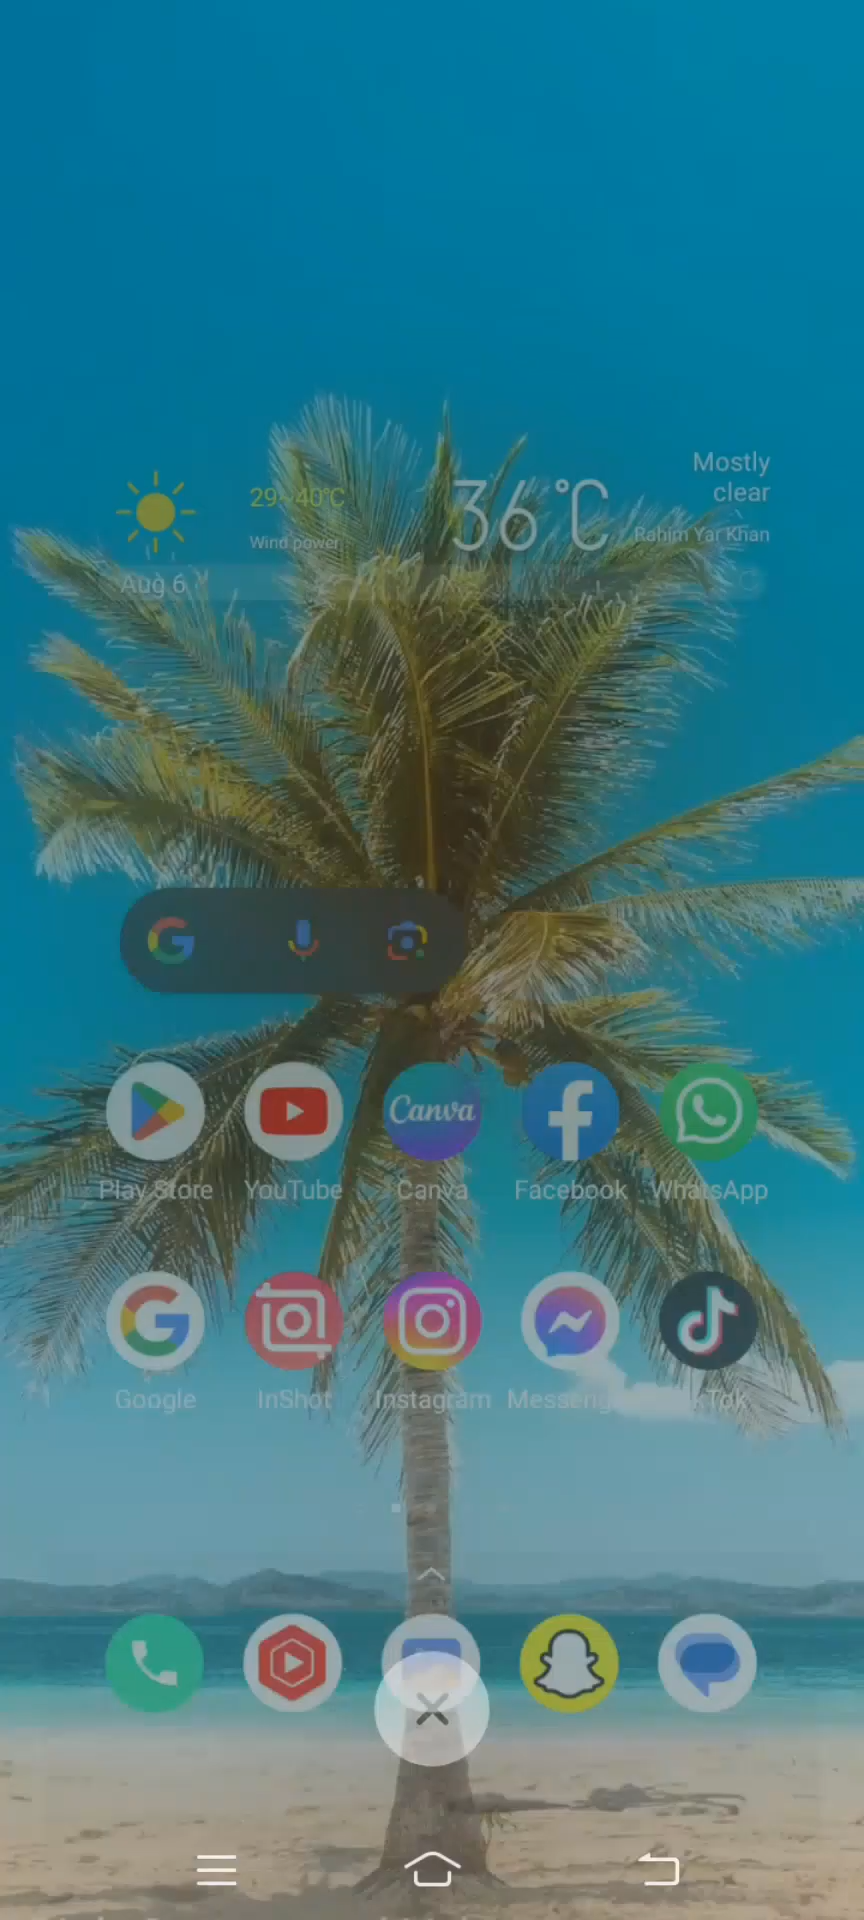 Mostly
clear
29~40°C
36°C
Wind power
Rahim Yar Khan
Aug 6
Canva
Play Store
YouTube
Canva
Facebook
WhatsApp
Google
InShot
Instagram